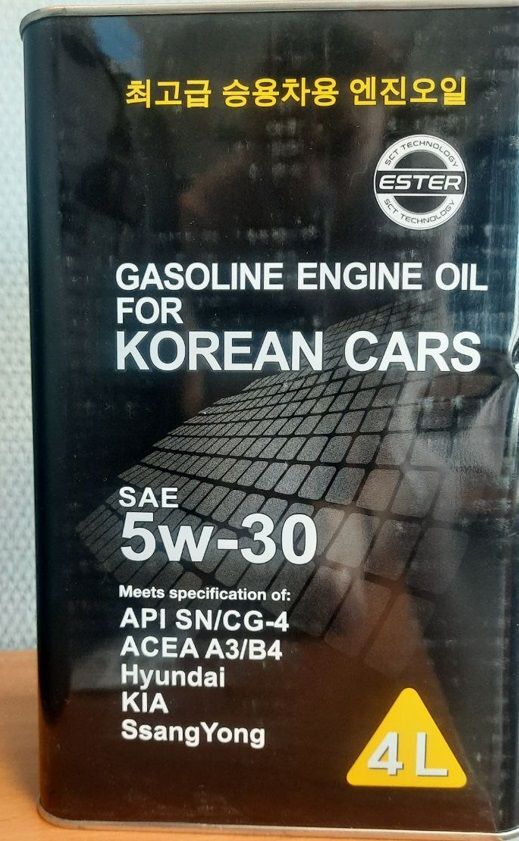 최고급 승용차용 엔진오일
SCT TECHNOLOGY
ESTER
SCT TECHNOLOGY
GASOLINE ENGINE OIL
FOR
KOREAN CARS
SAE
5w-30
Meets specification of:
API SN/CG-4
ACEA A3/B4
Hyundai
KIA
SsangYong
4 L